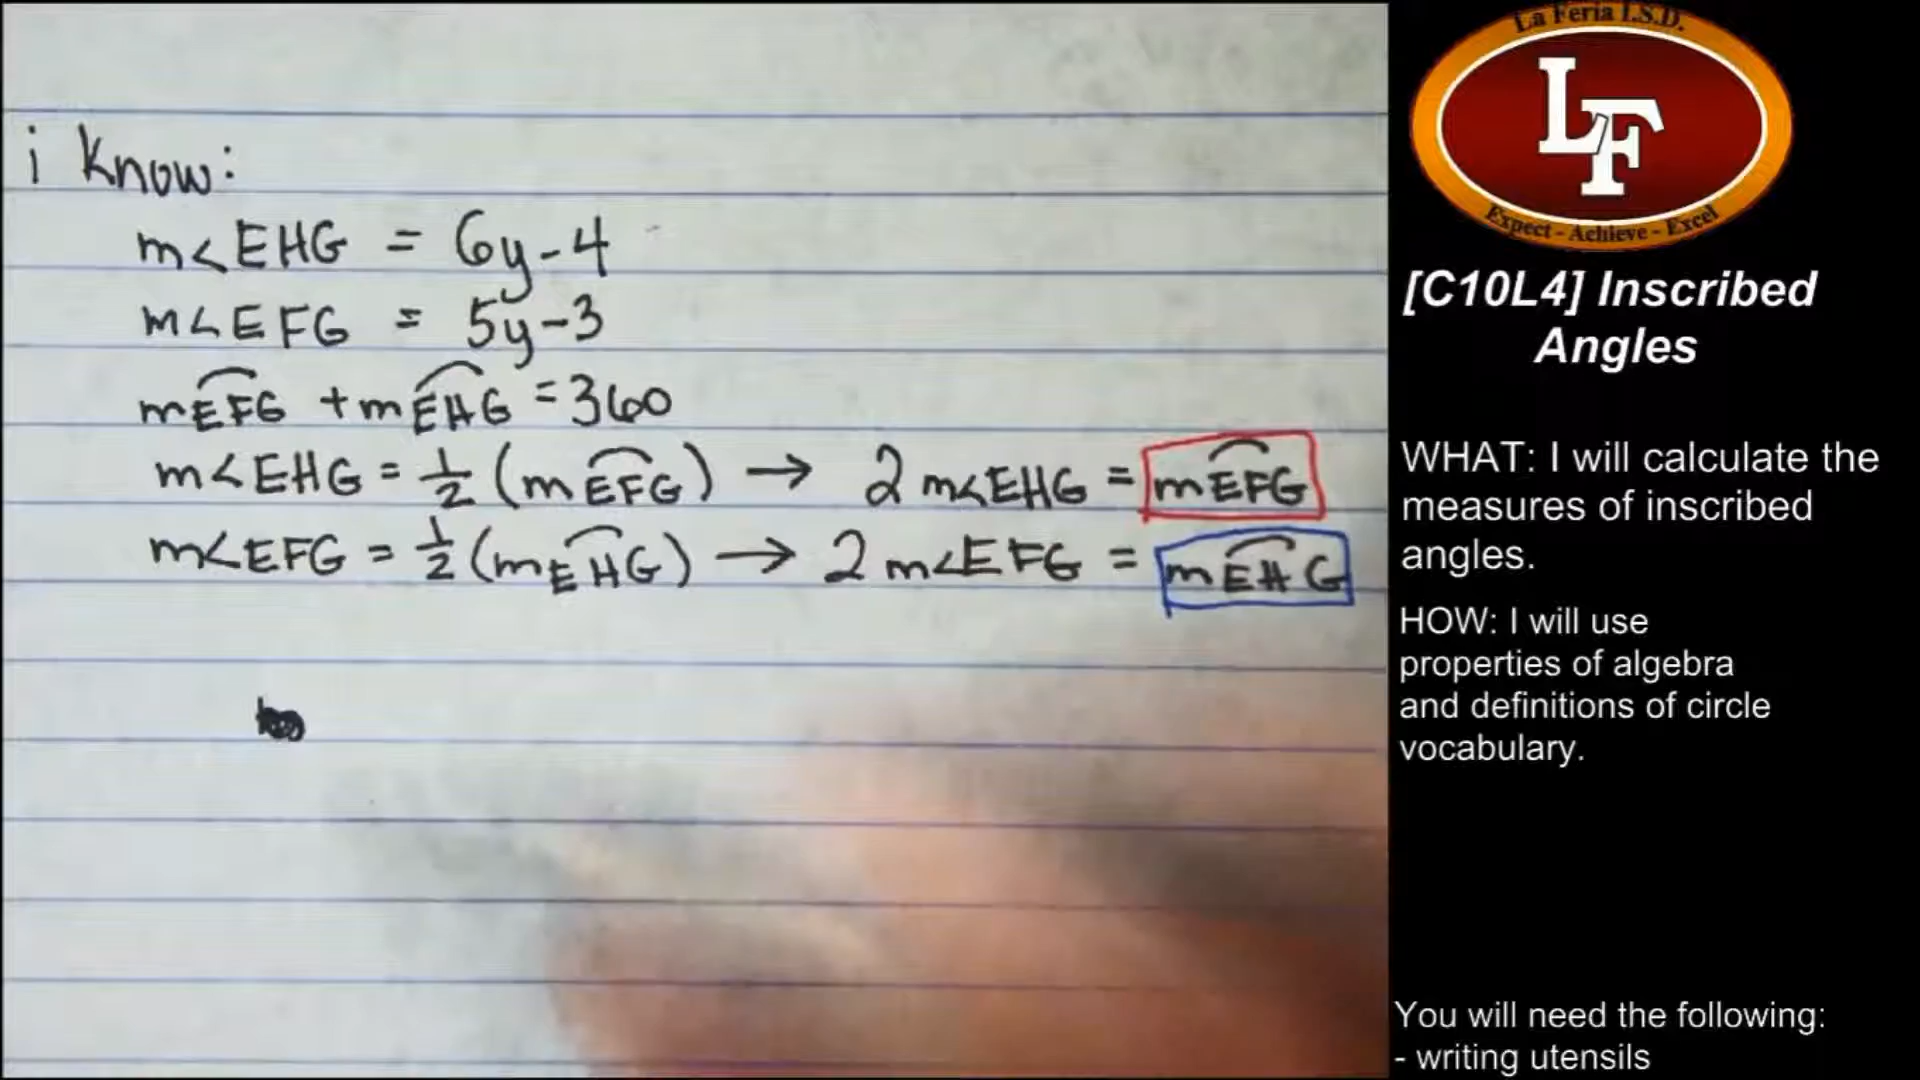 i know:
m<EHG = 6y-4
m<EFG = 5y-3
mEFG + mEHG = 360
m<EHG = 1/2 (mEFG) → 2 m<EHG = mEFG
m<EFG = 1/2 (mEHG) → 2 m<EFG = mEHG
La Feria I.S.D.
LF
Expect - Achieve - Excel
[C10L4] Inscribed
Angles
WHAT: I will calculate the
measures of inscribed
angles.
HOW: I will use
properties of algebra
and definitions of circle
vocabulary.
You will need the following:
- writing utensils